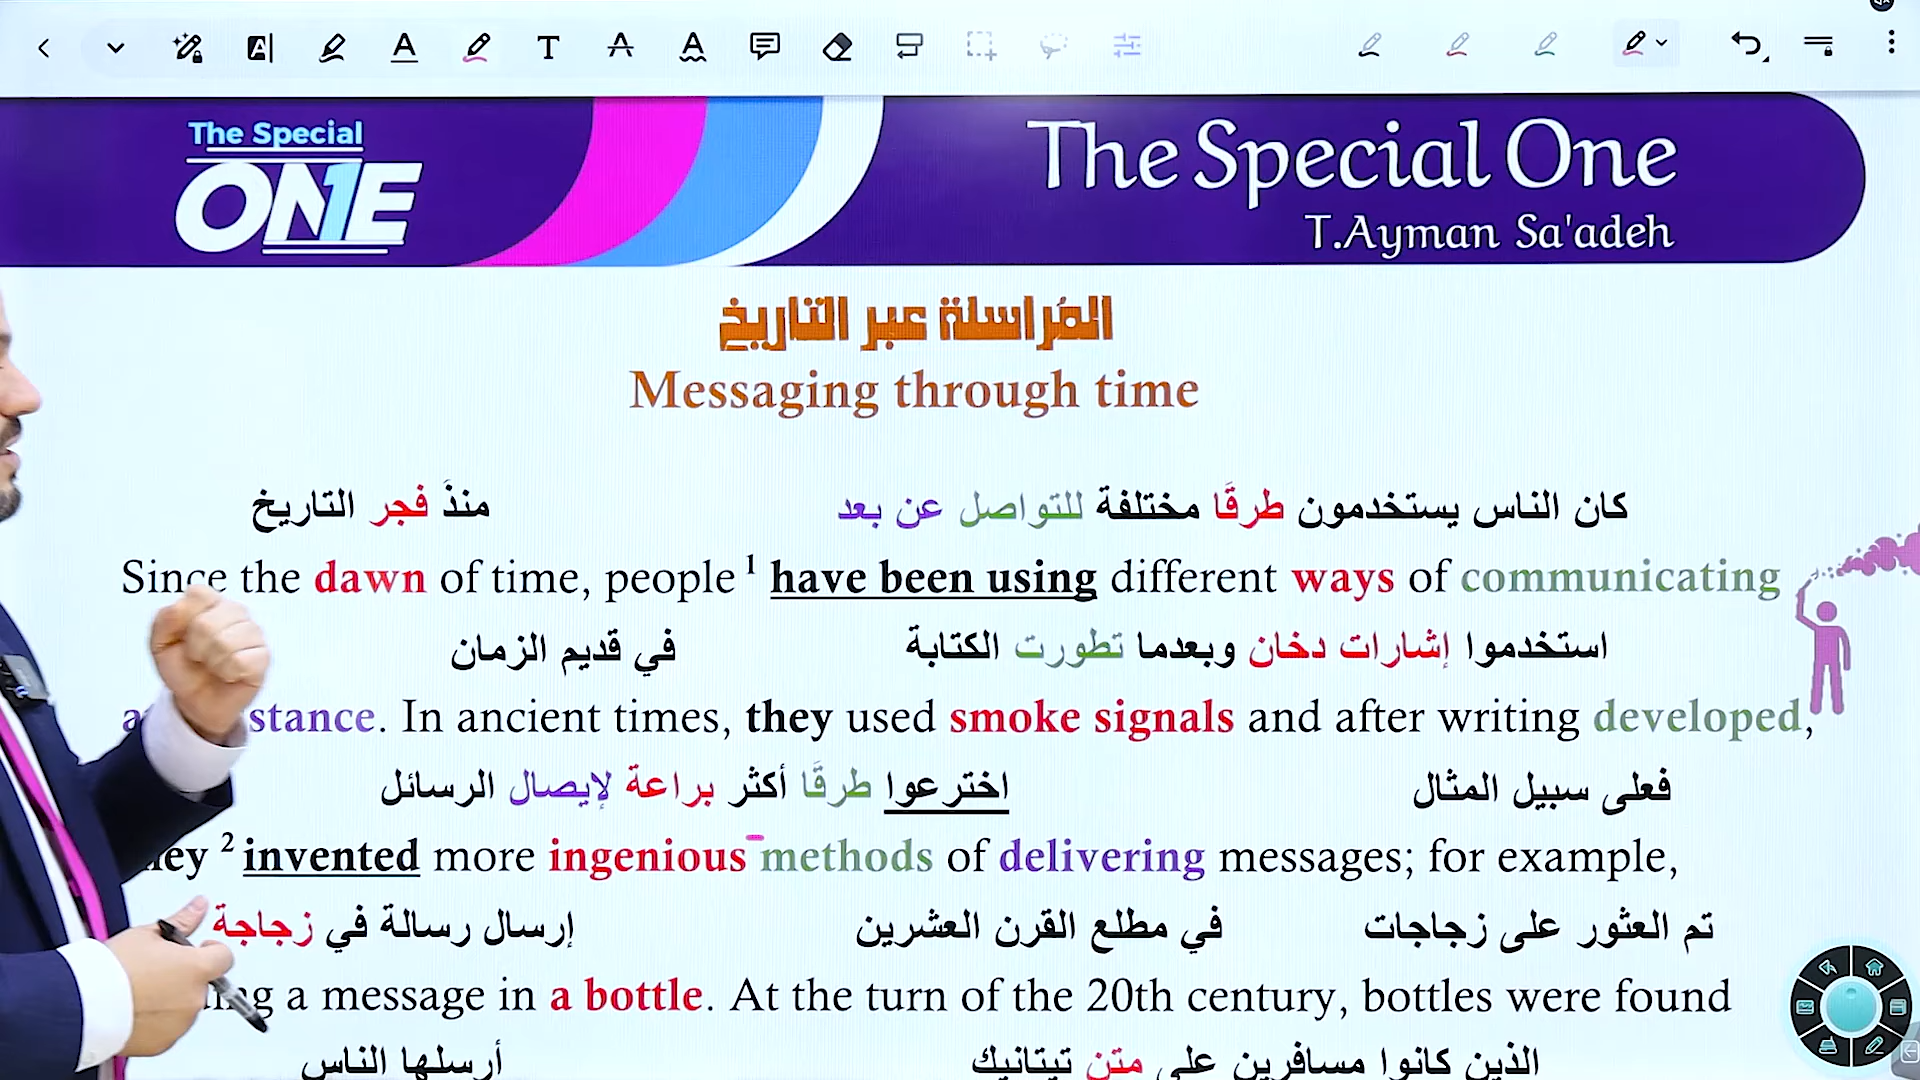 The Special
ONE
The Special One
T.Ayman Sa'adeh
المُراسلة عبر التاريخ
Messaging through time
منذَ فجر التاريخ كان الناس يستخدمون طرقًا مختلفة للتواصل عن بعد
Since the dawn of time, people ¹ have been using different ways of communicating
في قديم الزمان استخدموا إشارات دخان وبعدما تطورت الكتابة
stance. In ancient times, they used smoke signals and after writing developed,
اخترعوا طرقًا أكثر براعة لإيصال الرسائل فعلى سبيل المثال
² invented more ingenious methods of delivering messages; for example,
إرسال رسالة في زجاجة في مطلع القرن العشرين تم العثور على زجاجات
a message in a bottle. At the turn of the 20th century, bottles were found
أرسلها الناس الذين كانوا مسافرين على متن تيتانيك